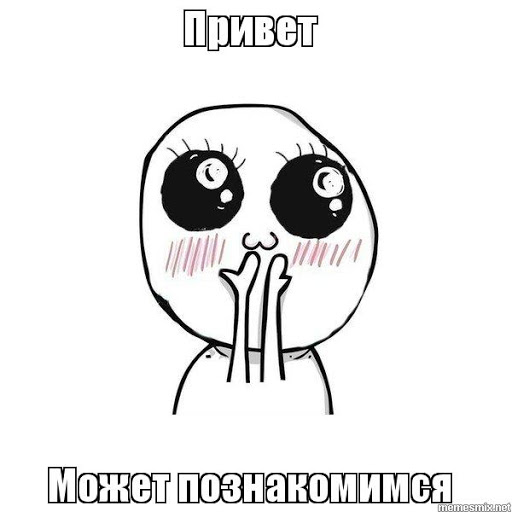 Привет
Может познакомимся
memesmix.net